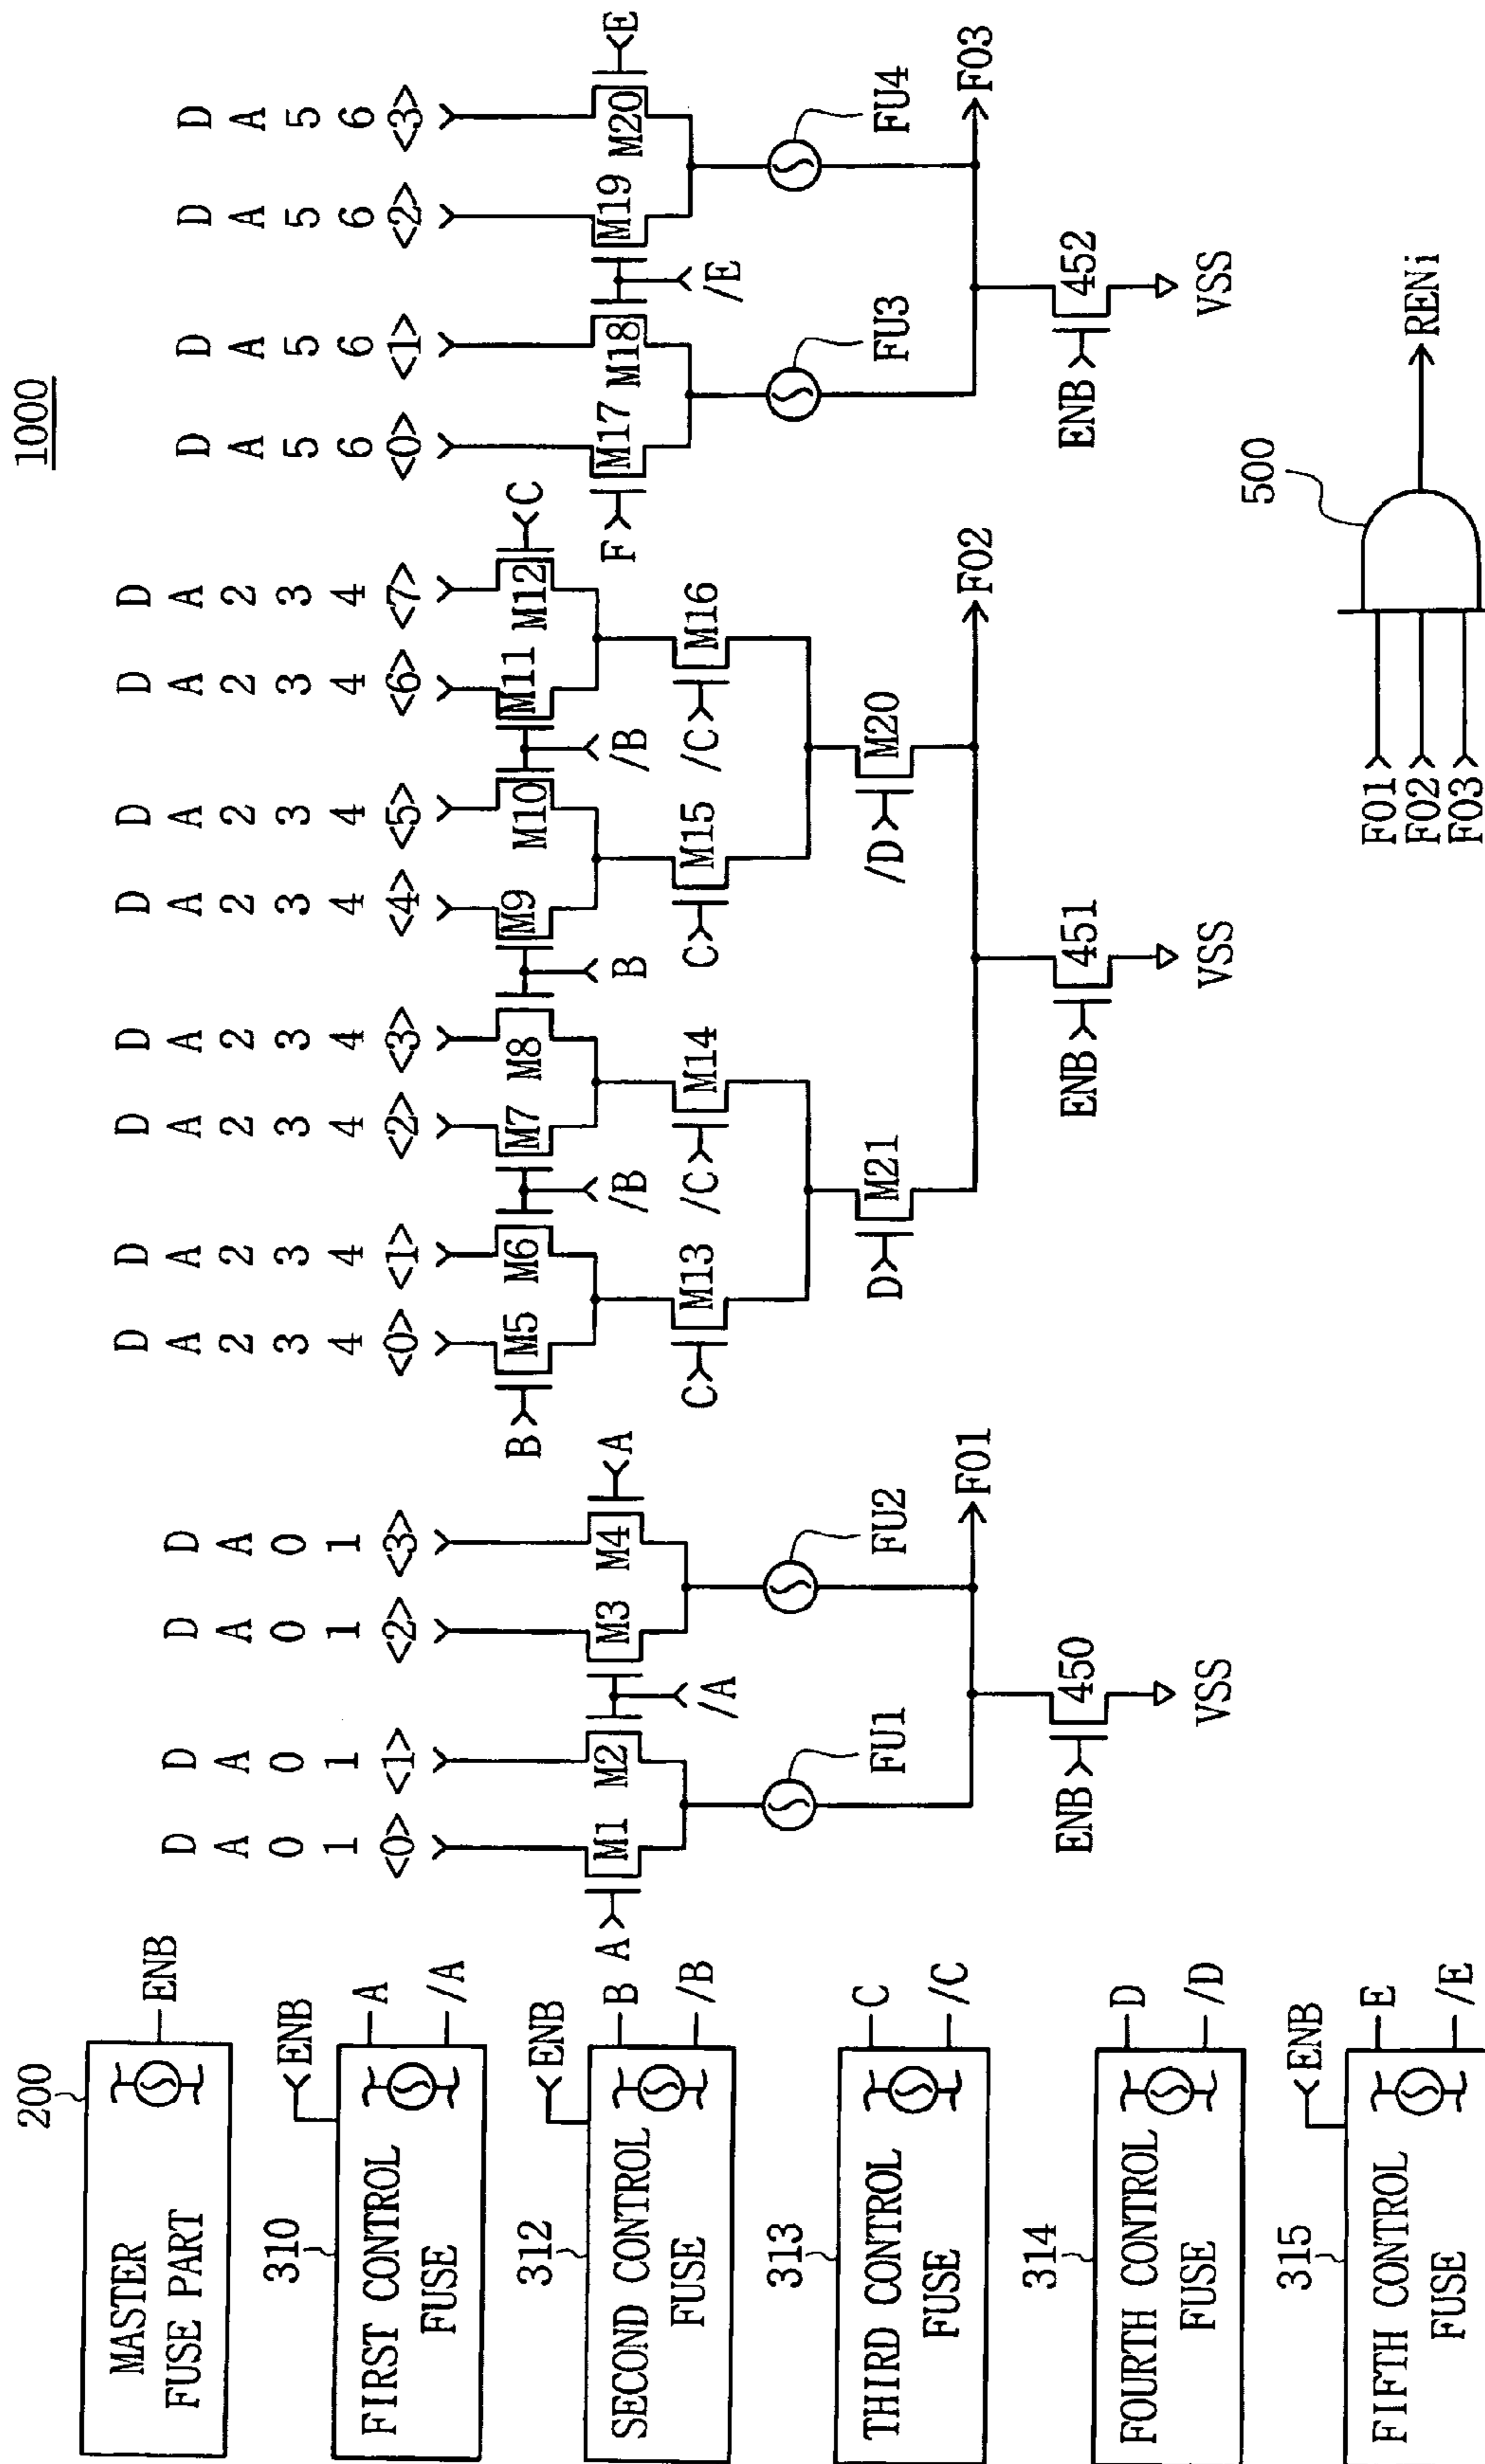 1000
200
MASTER
FUSE PART
ENB
310
FIRST CONTROL
FUSE
ENB
A
/A
312
SECOND CONTROL
FUSE
ENB
B
/B
313
THIRD CONTROL
FUSE
C
/C
314
FOURTH CONTROL
FUSE
D
/D
315
FIFTH CONTROL
FUSE
ENB
E
/E
DA01<0>
DA01<1>
DA01<2>
DA01<3>
A
M1
M2
/A
M3
M4
A
FU1
FU2
FO1
ENB
450
VSS
DA234<0>
DA234<1>
DA234<2>
DA234<3>
DA234<4>
DA234<5>
DA234<6>
DA234<7>
B
M5
M6
/B
M7
M8
B
M9
M10
/B
M11
M12
C
C
M13
/C
M14
C
M15
/C
M16
D
M21
/D
M20
FO2
ENB
451
VSS
DA56<0>
DA56<1>
DA56<2>
DA56<3>
F
M17
M18
/E
M19
M20
E
FU3
FU4
FO3
ENB
452
VSS
FO1
FO2
FO3
500
RENi